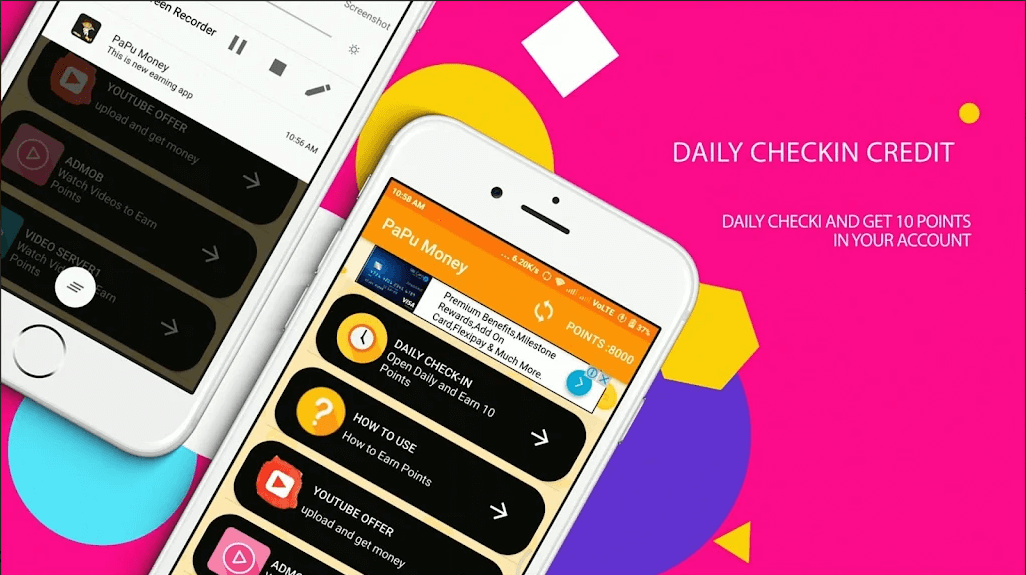 Screenshot
Screen Recorder
PaPu Money
This is new earning app
10:56 AM
YOUTUBE OFFER
upload and get money
ADMOB
Watch Videos to Earn
Points
VIDEO SERVER1
Watch Vid Earn
Points
10:58 AM
... 6.20K/s
VoLTE
37%
PaPu Money
POINTS :8000
VISA
Premium Benefits,Milestone
Rewards,Add On
Card,Flexipay & Much More.
DAILY CHECK-IN
Open Daily and Earn 10
Points
HOW TO USE
How to Earn Points
YOUTUBE OFFER
upload and get money
ADMO
DAILY CHECKIN CREDIT
DAILY CHECKI AND GET 10 POINTS
IN YOUR ACCOUNT